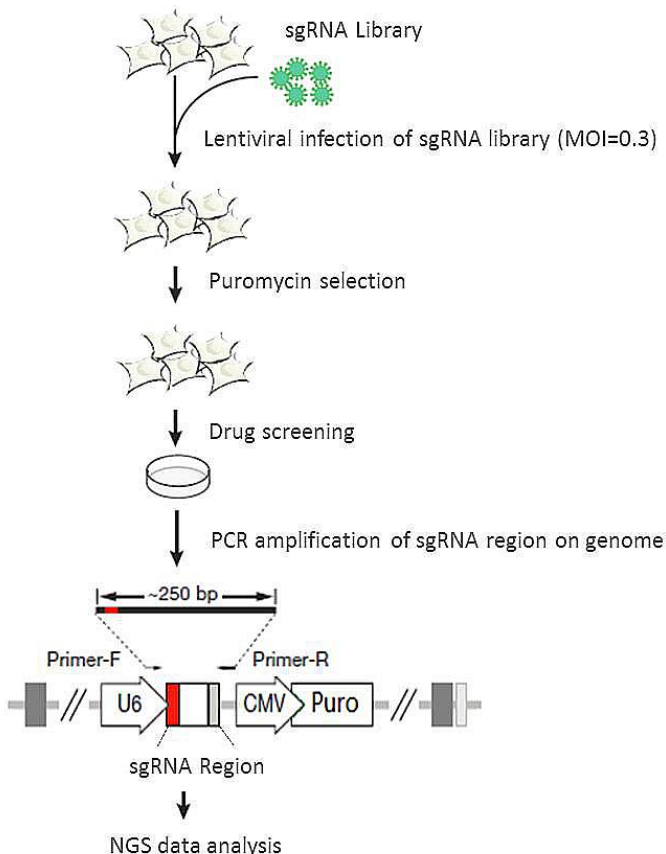 sgRNA Library
Lentiviral infection of sgRNA library (MOI=0.3)
Puromycin selection
Drug screening
PCR amplification of sgRNA region on genome
~250 bp
Primer-F
Primer-R
U6
CMV
Puro
sgRNA Region
NGS data analysis